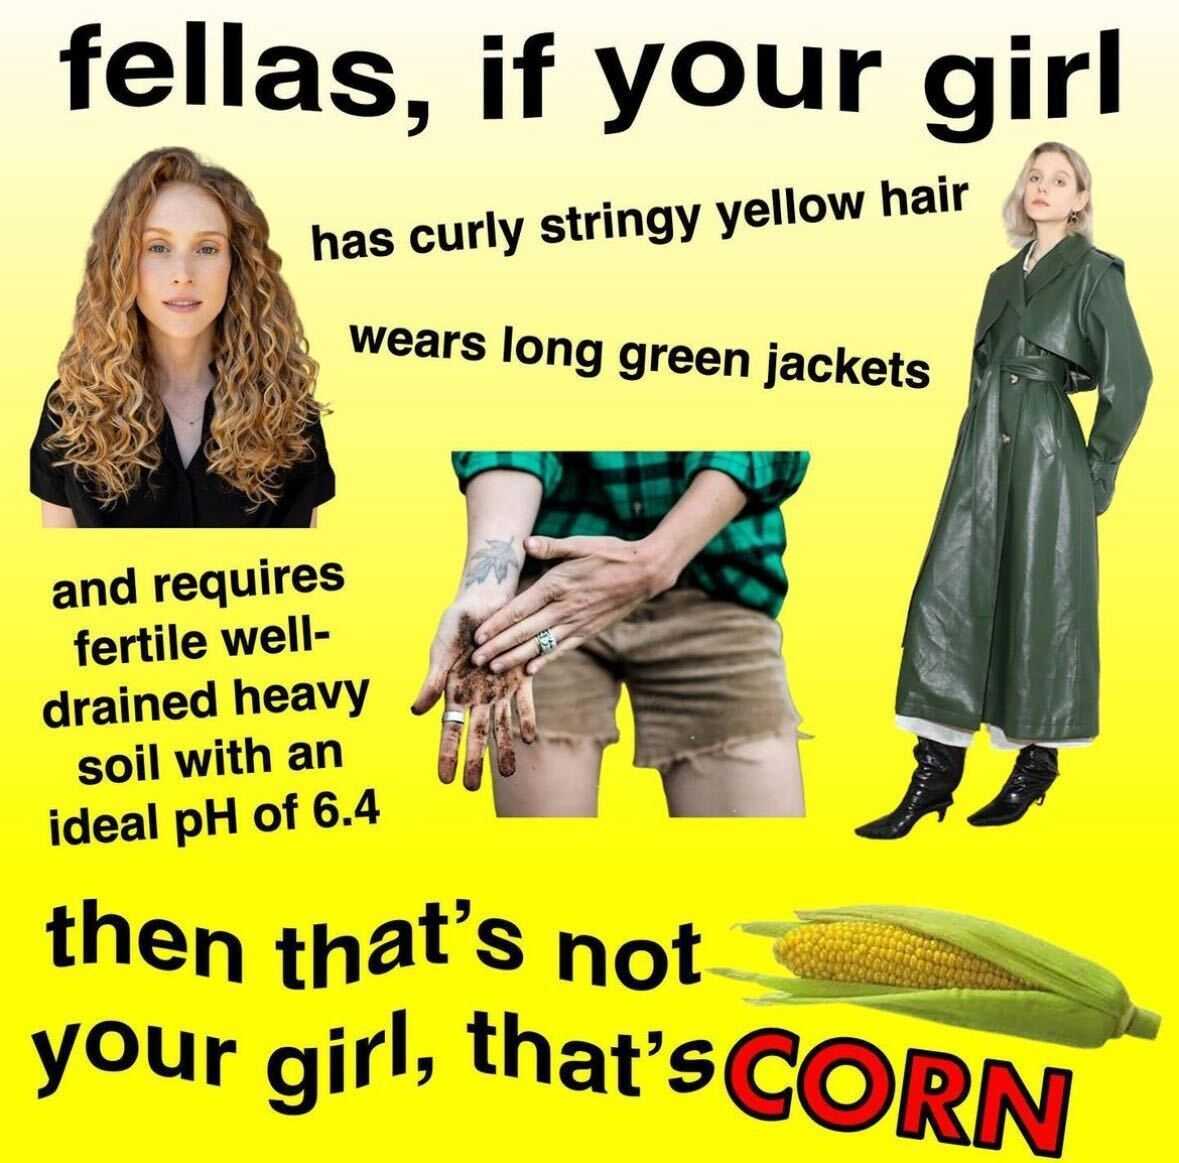 fellas, if your girl
has curly stringy yellow hair
wears long green jackets
and requires
fertile well-
drained heavy
soil with an
ideal pH of 6.4
then that's not
your girl, that's CORN